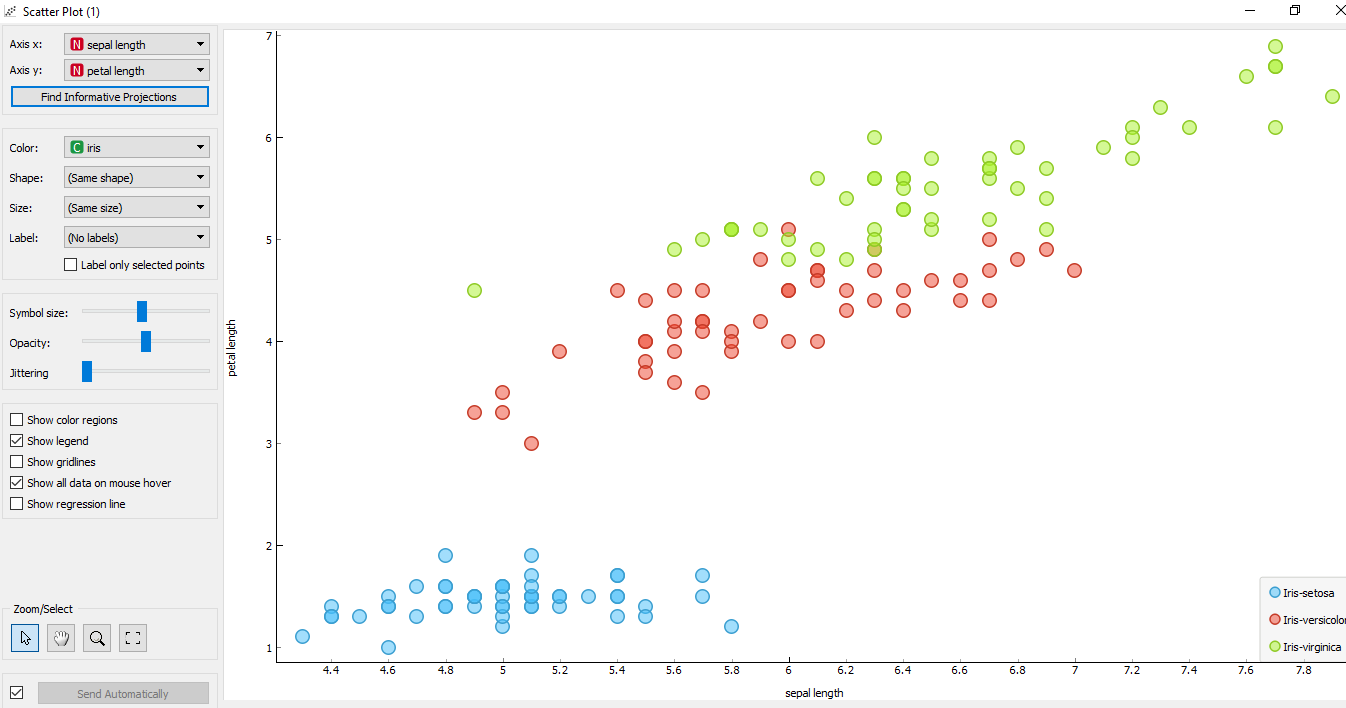 Scatter Plot (1)
Axis x: N sepal length
Axis y: N petal length
Find Informative Projections
Color: C iris
Shape: (Same shape)
Size: (Same size)
Label: (No labels)
Label only selected points
Symbol size:
Opacity:
Jittering
Show color regions
Show legend
Show gridlines
Show all data on mouse hover
Show regression line
Zoom/Select
Send Automatically
petal length
7
6
5
4
3
2
1
4.4 4.6 4.8 5 5.2 5.4 5.6 5.8 6 6.2 6.4 6.6 6.8 7 7.2 7.4 7.6 7.8
sepal length
Iris-setosa
Iris-versicolor
Iris-virginica